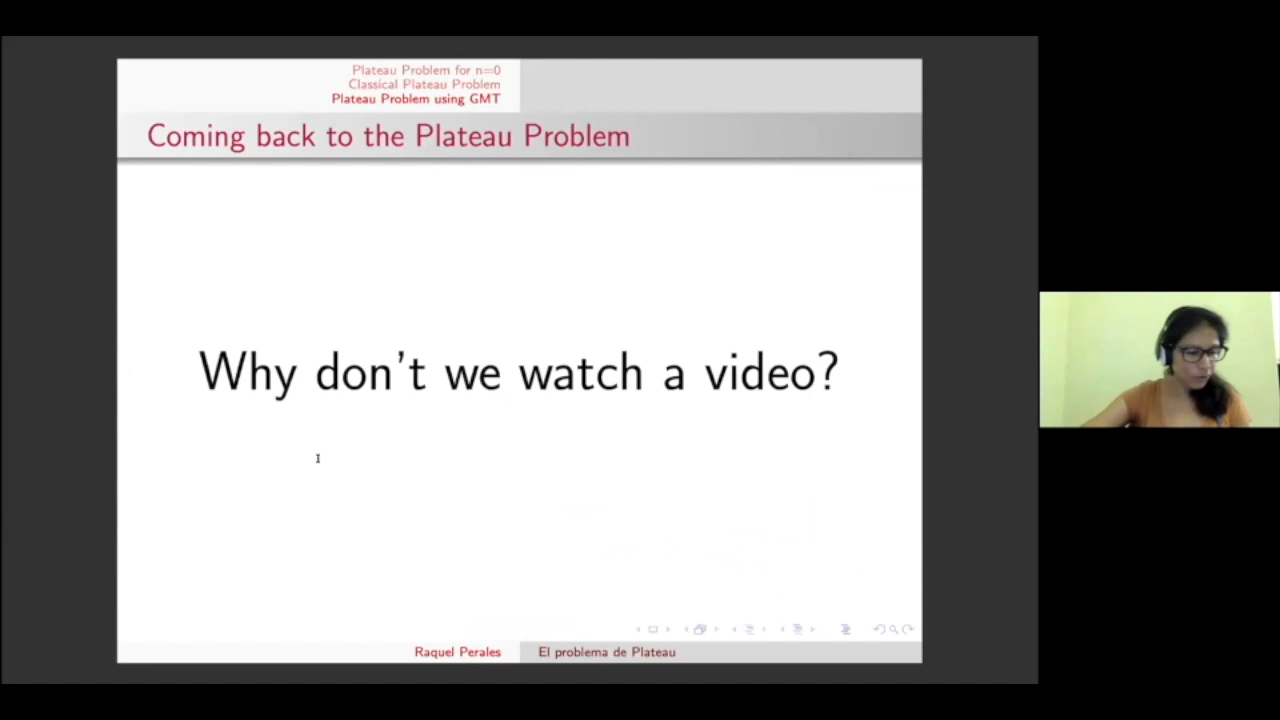 Plateau Problem for n=0
Classical Plateau Problem
Plateau Problem using GMT
Coming back to the Plateau Problem
Why don't we watch a video?
Raquel Perales
El problema de Plateau